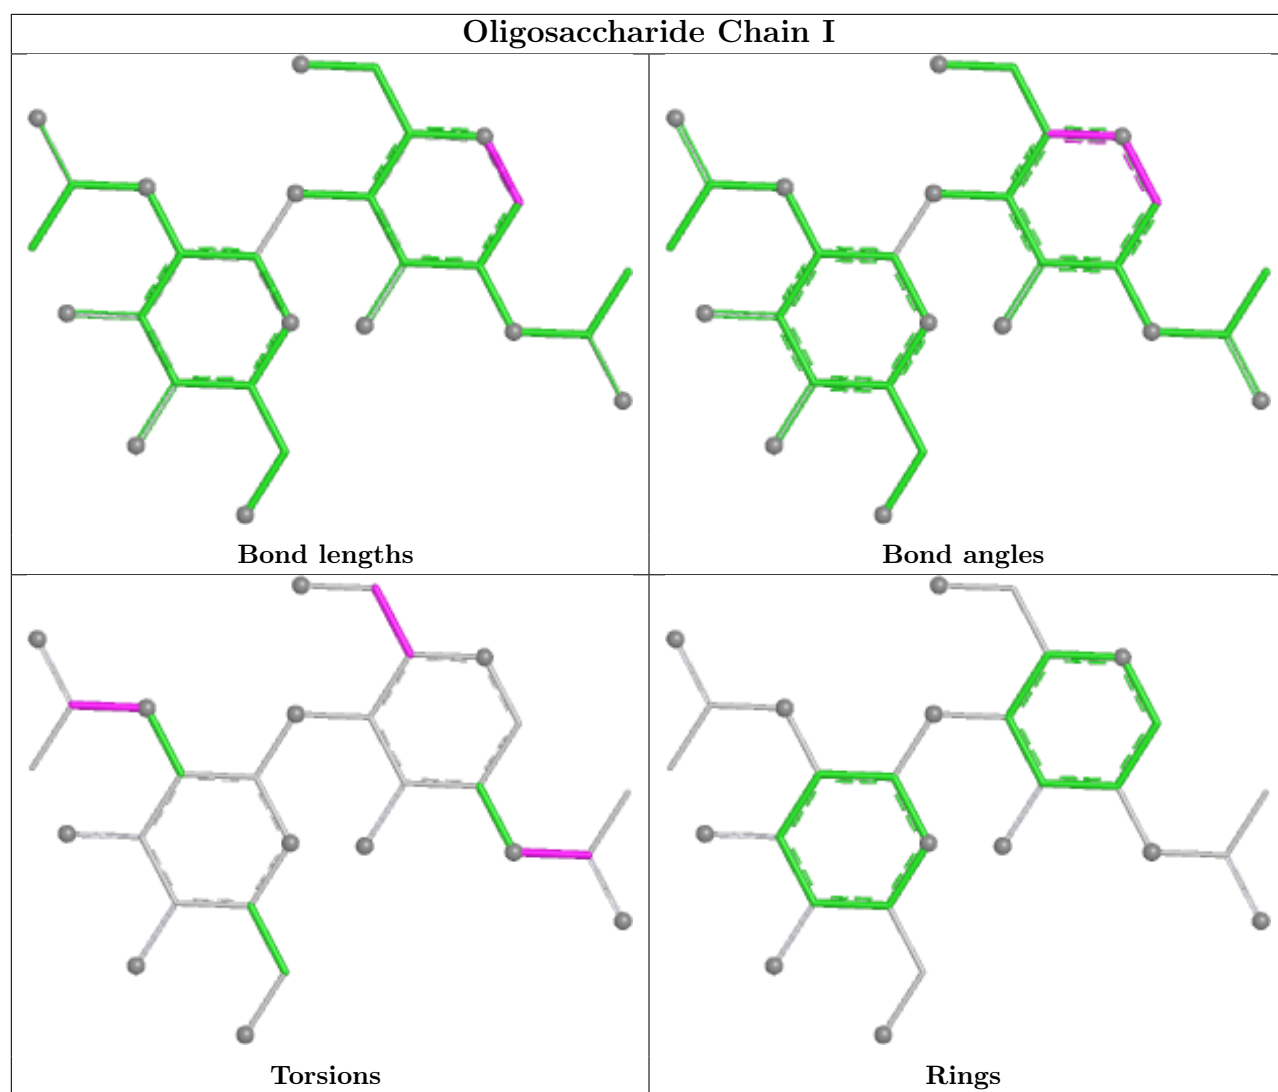 Oligosaccharide Chain I
Bond lengths
Bond angles
Torsions
Rings